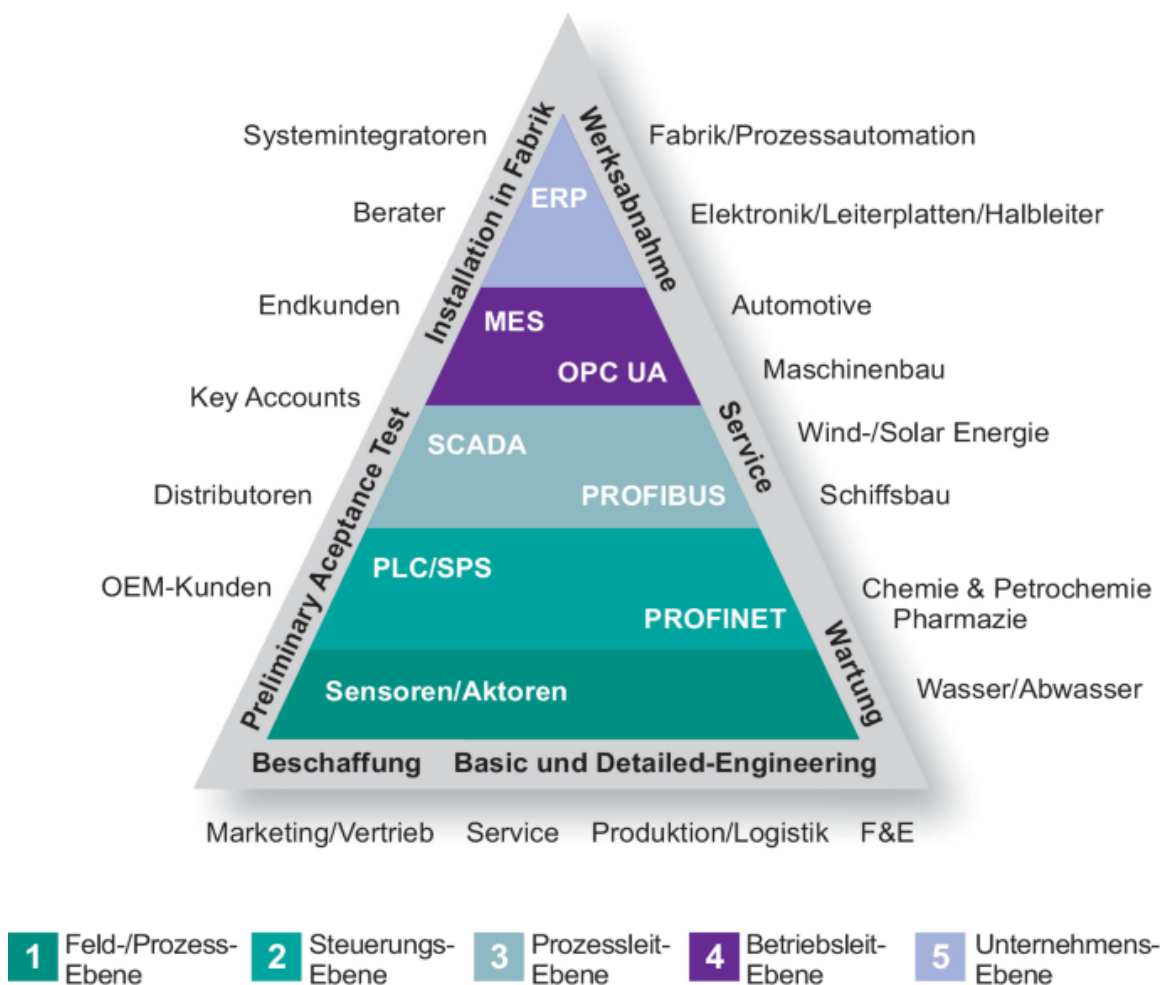 Systemintegratoren
Berater
Endkunden
Key Accounts
Distributoren
OEM-Kunden
Installation in Fabrik
Preliminary Aceptance Test
Werksabnahme
Service
Wartung
ERP
MES
OPC UA
SCADA
PROFIBUS
PLC/SPS
PROFINET
Sensoren/Aktoren
Beschaffung Basic und Detailed-Engineering
Fabrik/Prozessautomation
Elektronik/Leiterplatten/Halbleiter
Automotive
Maschinenbau
Wind-/Solar Energie
Schiffsbau
Chemie & Petrochemie
Pharmazie
Wasser/Abwasser
Marketing/Vertrieb Service Produktion/Logistik F&E
1 Feld-/Prozess-
Ebene
2 Steuerungs-
Ebene
3 Prozessleit-
Ebene
4 Betriebsleit-
Ebene
5 Unternehmens-
Ebene